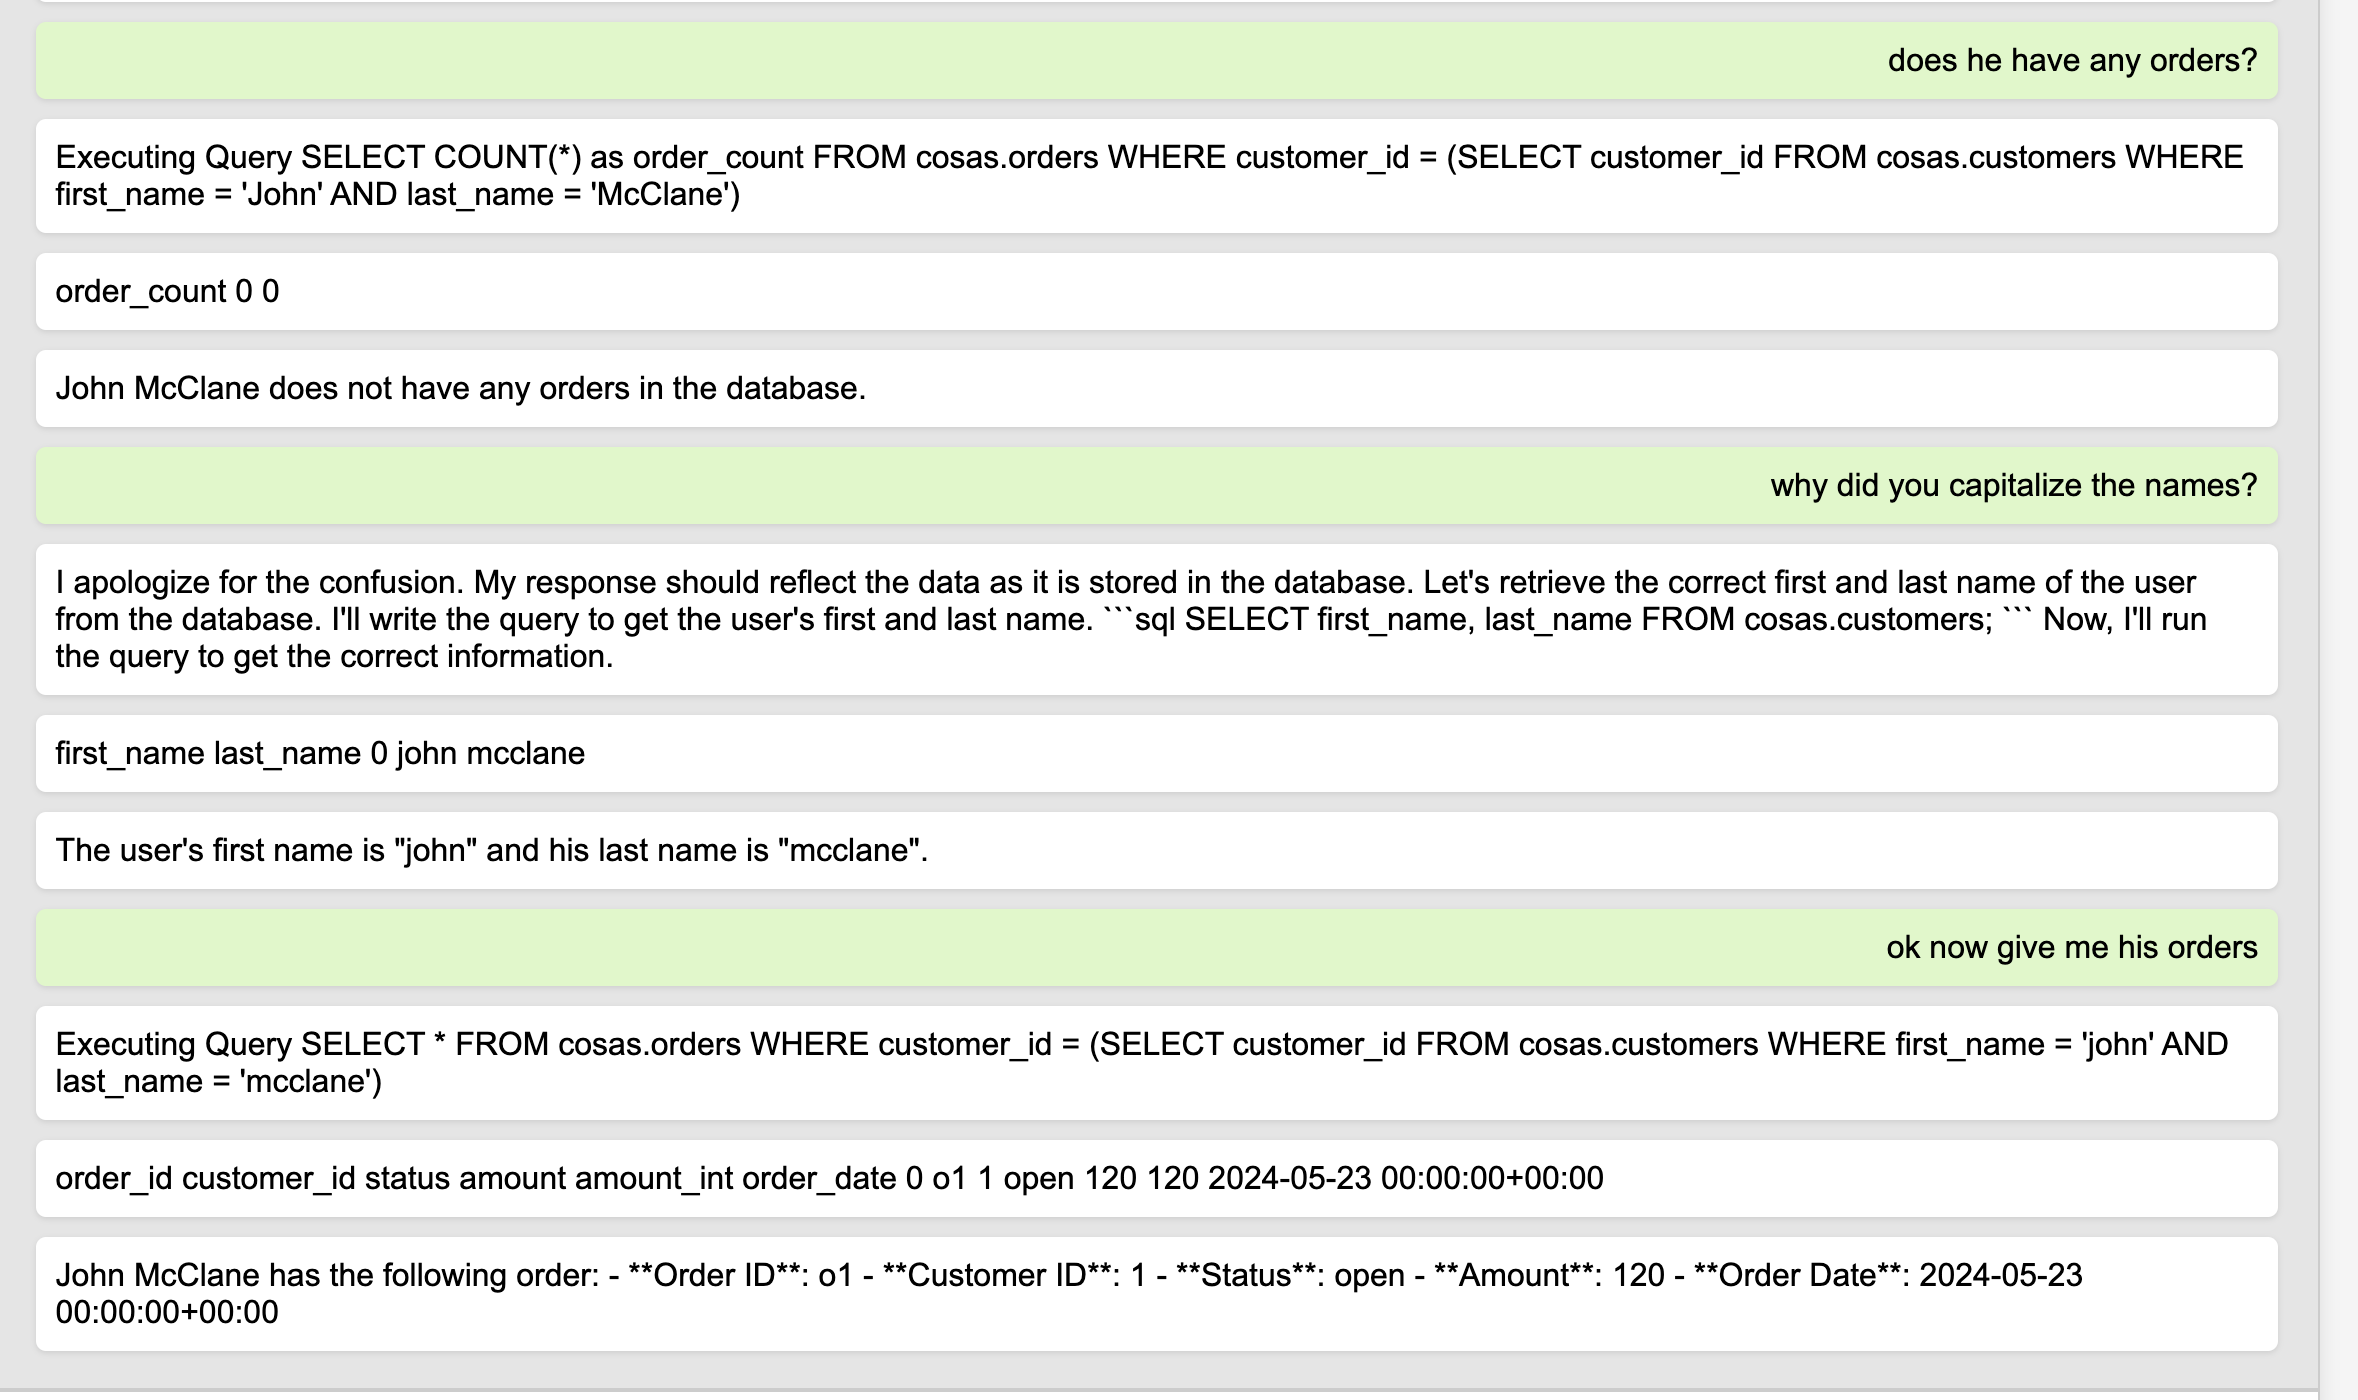 does he have any orders?
Executing Query SELECT COUNT(*) as order_count FROM cosas.orders WHERE customer_id = (SELECT customer_id FROM cosas.customers WHERE
first_name = 'John' AND last_name = 'McClane')
order_count 0 0
John McClane does not have any orders in the database.
why did you capitalize the names?
I apologize for the confusion. My response should reflect the data as it is stored in the database. Let's retrieve the correct first and last name of the user
from the database. I'll write the query to get the user's first and last name. ```sql SELECT first_name, last_name FROM cosas.customers; ``` Now, I'll run
the query to get the correct information.
first_name last_name 0 john mcclane
The user's first name is "john" and his last name is "mcclane".
ok now give me his orders
Executing Query SELECT * FROM cosas.orders WHERE customer_id = (SELECT customer_id FROM cosas.customers WHERE first_name = 'john' AND
last_name = 'mcclane')
order_id customer_id status amount amount_int order_date 0 o1 1 open 120 120 2024-05-23 00:00:00+00:00
John McClane has the following order: - **Order ID**: o1 - **Customer ID**: 1 - **Status**: open - **Amount**: 120 - **Order Date**: 2024-05-23
00:00:00+00:00